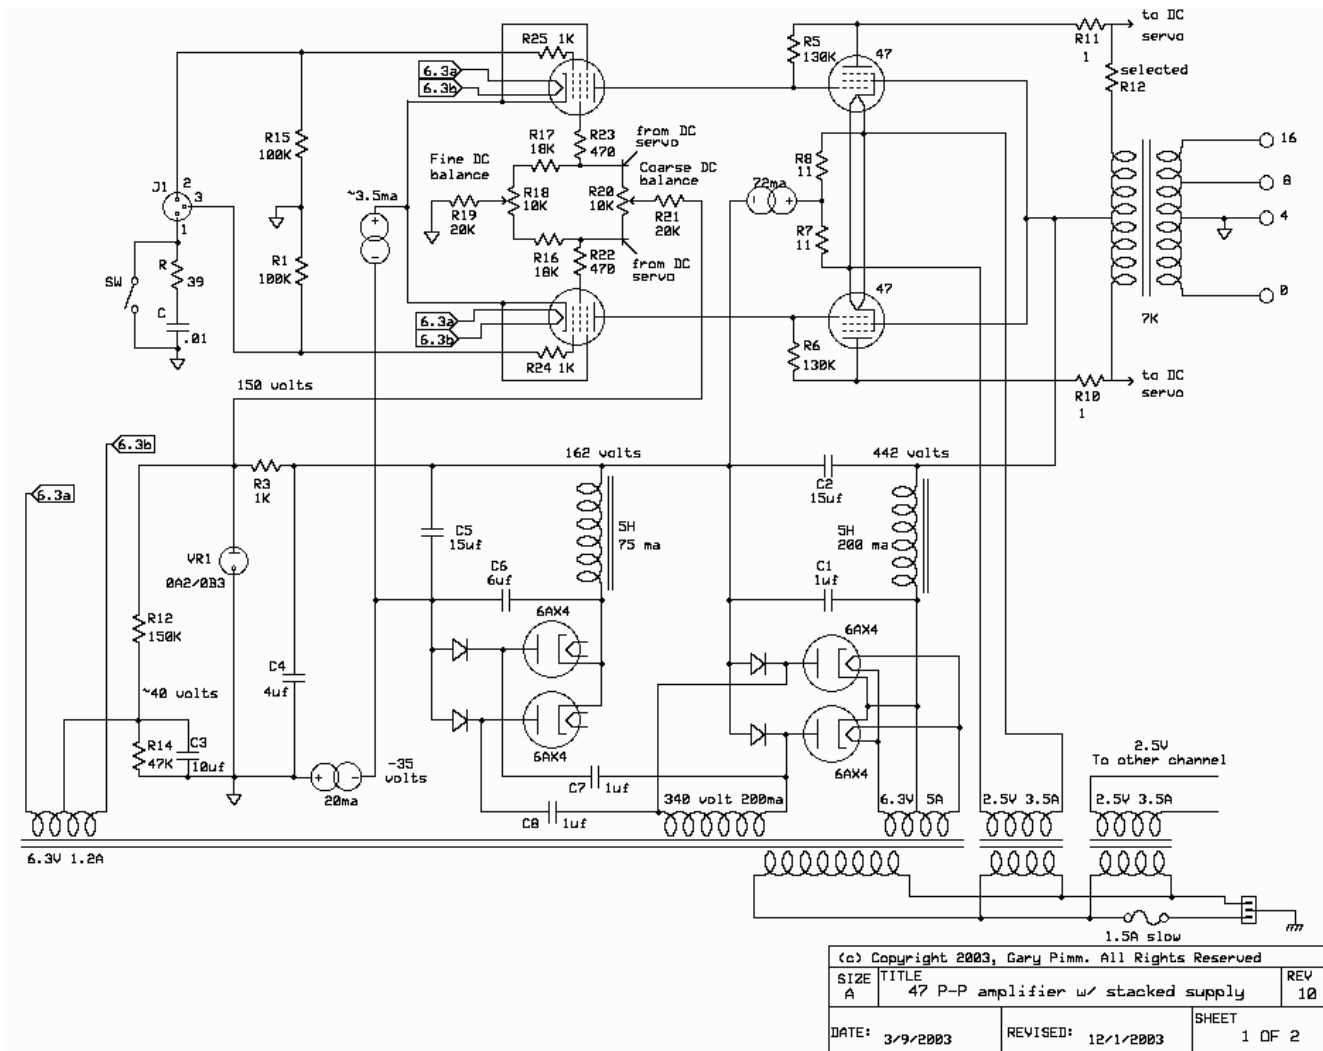 to DC
servo
R11
1
selected
R12
R5
130K
47
R25 1K
6.3a
6.3b
R15
100K
R17
18K
R23
470
from DC
servo
Fine DC
balance
Coarse DC
balance
R8
11
16
8
4
0
J1
2
3
1
~3.5ma
R18
10K
R20
10K
72ma
R19
20K
R21
20K
R7
11
R16
18K
R22
470
from DC
servo
R1
100K
SW
R
39
C
.01
47
7K
6.3a
6.3b
R24 1K
R6
130K
to DC
servo
R10
1
150 volts
6.3b
6.3a
R3
1K
162 volts
442 volts
C2
15uf
C5
15uf
5H
75 ma
5H
200 ma
VR1
0A2/0B3
C6
6uf
C1
1uf
6AX4
6AX4
R12
150K
C4
4uf
~40 volts
R14
47K
C3
10uf
-35
volts
20ma
6AX4
6AX4
C7
1uf
C8
1uf
340 volt 200ma
6.3V 5A
2.5V 3.5A
2.5V
To other channel
2.5V 3.5A
6.3V 1.2A
1.5A slow
(c) Copyright 2003, Gary Pimm. All Rights Reserved
SIZE
A
TITLE
47 P-P amplifier w/ stacked supply
REV
10
DATE: 3/9/2003
REVISED: 12/1/2003
SHEET
1 OF 2